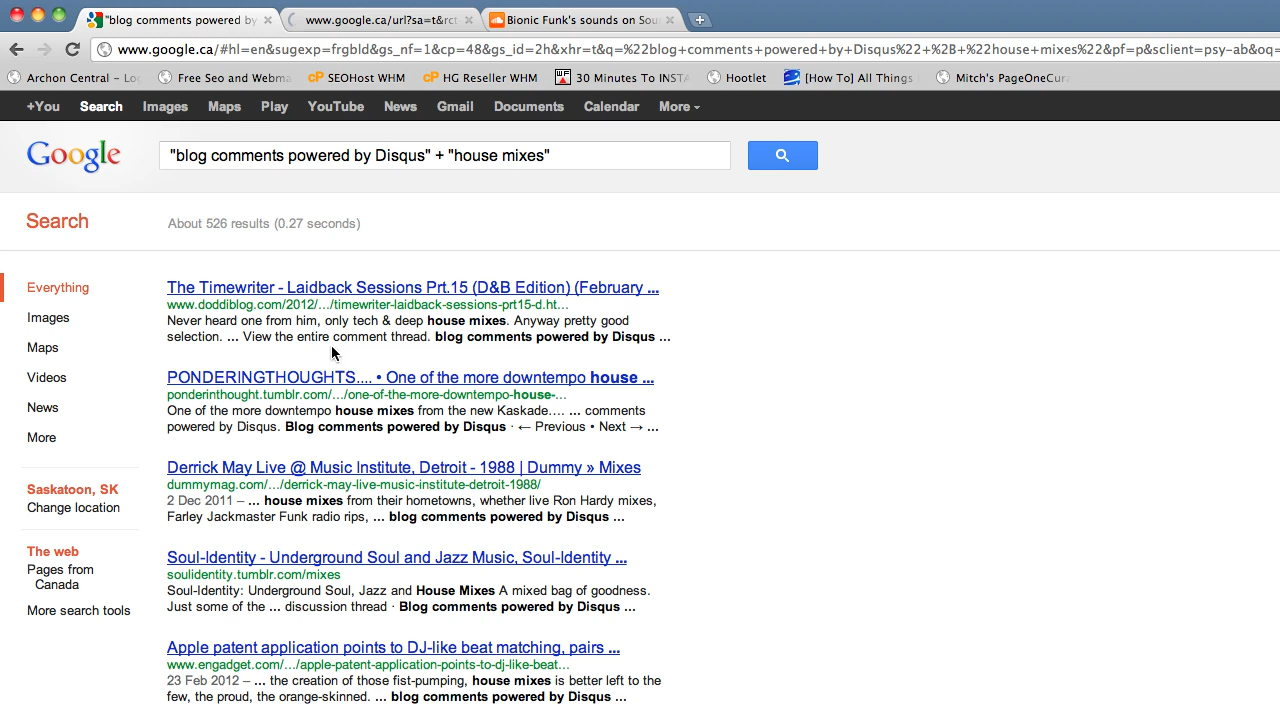 "blog comments powered by
www.google.ca/url?sa=t&rct
Bionic Funk's sounds on Sou
www.google.ca/#hl=en&sugexp=frgbld&gs_nf=1&cp=48&gs_id=2h&xhr=t&q=%22blog+comments+powered+by+Disqus%22+%2B+%22house+mixes%22&pf=p&sclient=psy-ab&oq=
Archon Central – Lo
Free Seo and Webma
SEOHost WHM
HG Reseller WHM
30 Minutes To INSTA
Hootlet
[How To] All Things
Mitch's PageOneCur
+You Search Images Maps Play YouTube News Gmail Documents Calendar More
Google
"blog comments powered by Disqus" + "house mixes"
Search
About 526 results (0.27 seconds)
Everything
Images
Maps
Videos
News
More
Saskatoon, SK
Change location
The web
Pages from
Canada
More search tools
The Timewriter - Laidback Sessions Prt.15 (D&B Edition) (February ...
www.doddiblog.com/2012/.../timewriter-laidback-sessions-prt15-d.ht...
Never heard one from him, only tech & deep house mixes. Anyway pretty good
selection. ... View the entire comment thread. blog comments powered by Disqus ...
PONDERINGTHOUGHTS.... • One of the more downtempo house ...
ponderinthought.tumblr.com/.../one-of-the-more-downtempo-house-...
One of the more downtempo house mixes from the new Kaskade.... ... comments
powered by Disqus. Blog comments powered by Disqus · ← Previous • Next → ...
Derrick May Live @ Music Institute, Detroit - 1988 | Dummy » Mixes
dummymag.com/.../derrick-may-live-music-institute-detroit-1988/
2 Dec 2011 – ... house mixes from their hometowns, whether live Ron Hardy mixes,
Farley Jackmaster Funk radio rips, ... blog comments powered by Disqus ...
Soul-Identity - Underground Soul and Jazz Music, Soul-Identity ...
soulidentity.tumblr.com/mixes
Soul-Identity: Underground Soul, Jazz and House Mixes A mixed bag of goodness.
Just some of the ... discussion thread · Blog comments powered by Disqus ...
Apple patent application points to DJ-like beat matching, pairs ...
www.engadget.com/.../apple-patent-application-points-to-dj-like-beat...
23 Feb 2012 – ... the creation of those fist-pumping, house mixes is better left to the
few, the proud, the orange-skinned. ... blog comments powered by Disqus ...